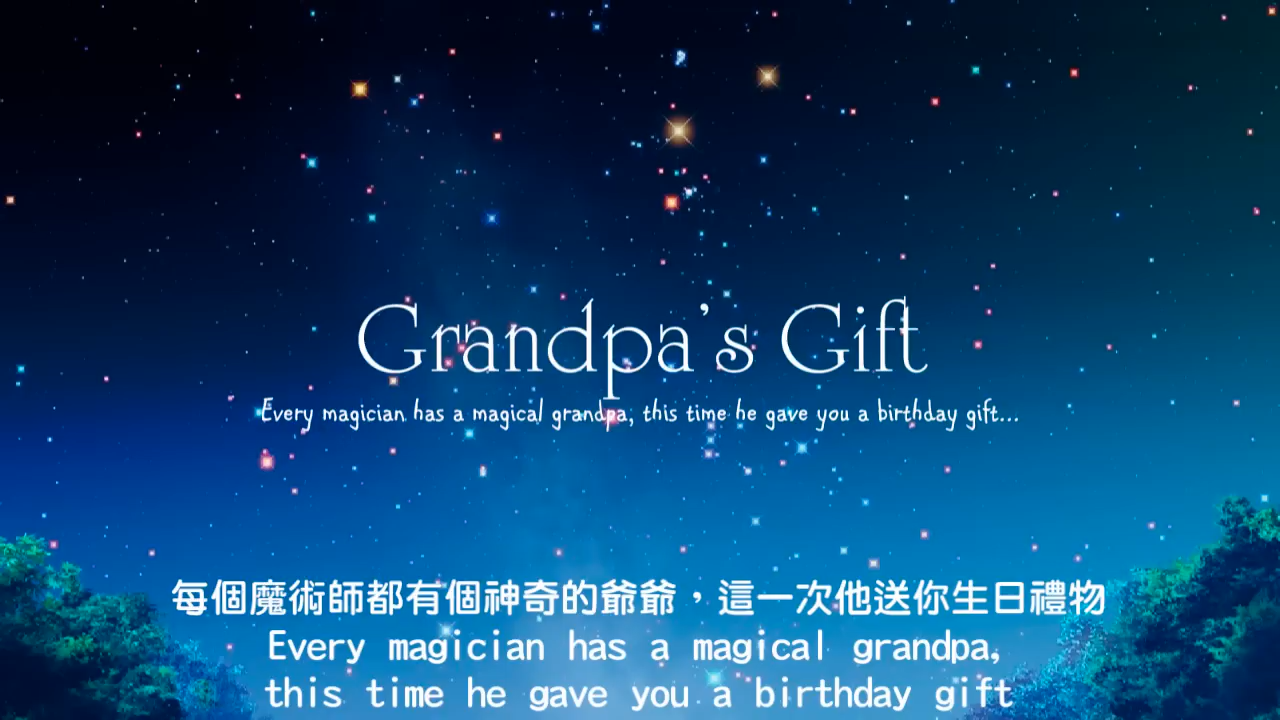 Grandpa's Gift
Every magician has a magical grandpa, this time he gave you a birthday gift...
每個魔術師都有個神奇的爺爺，這一次他送你生日禮物
Every magician has a magical grandpa,
this time he gave you a birthday gift